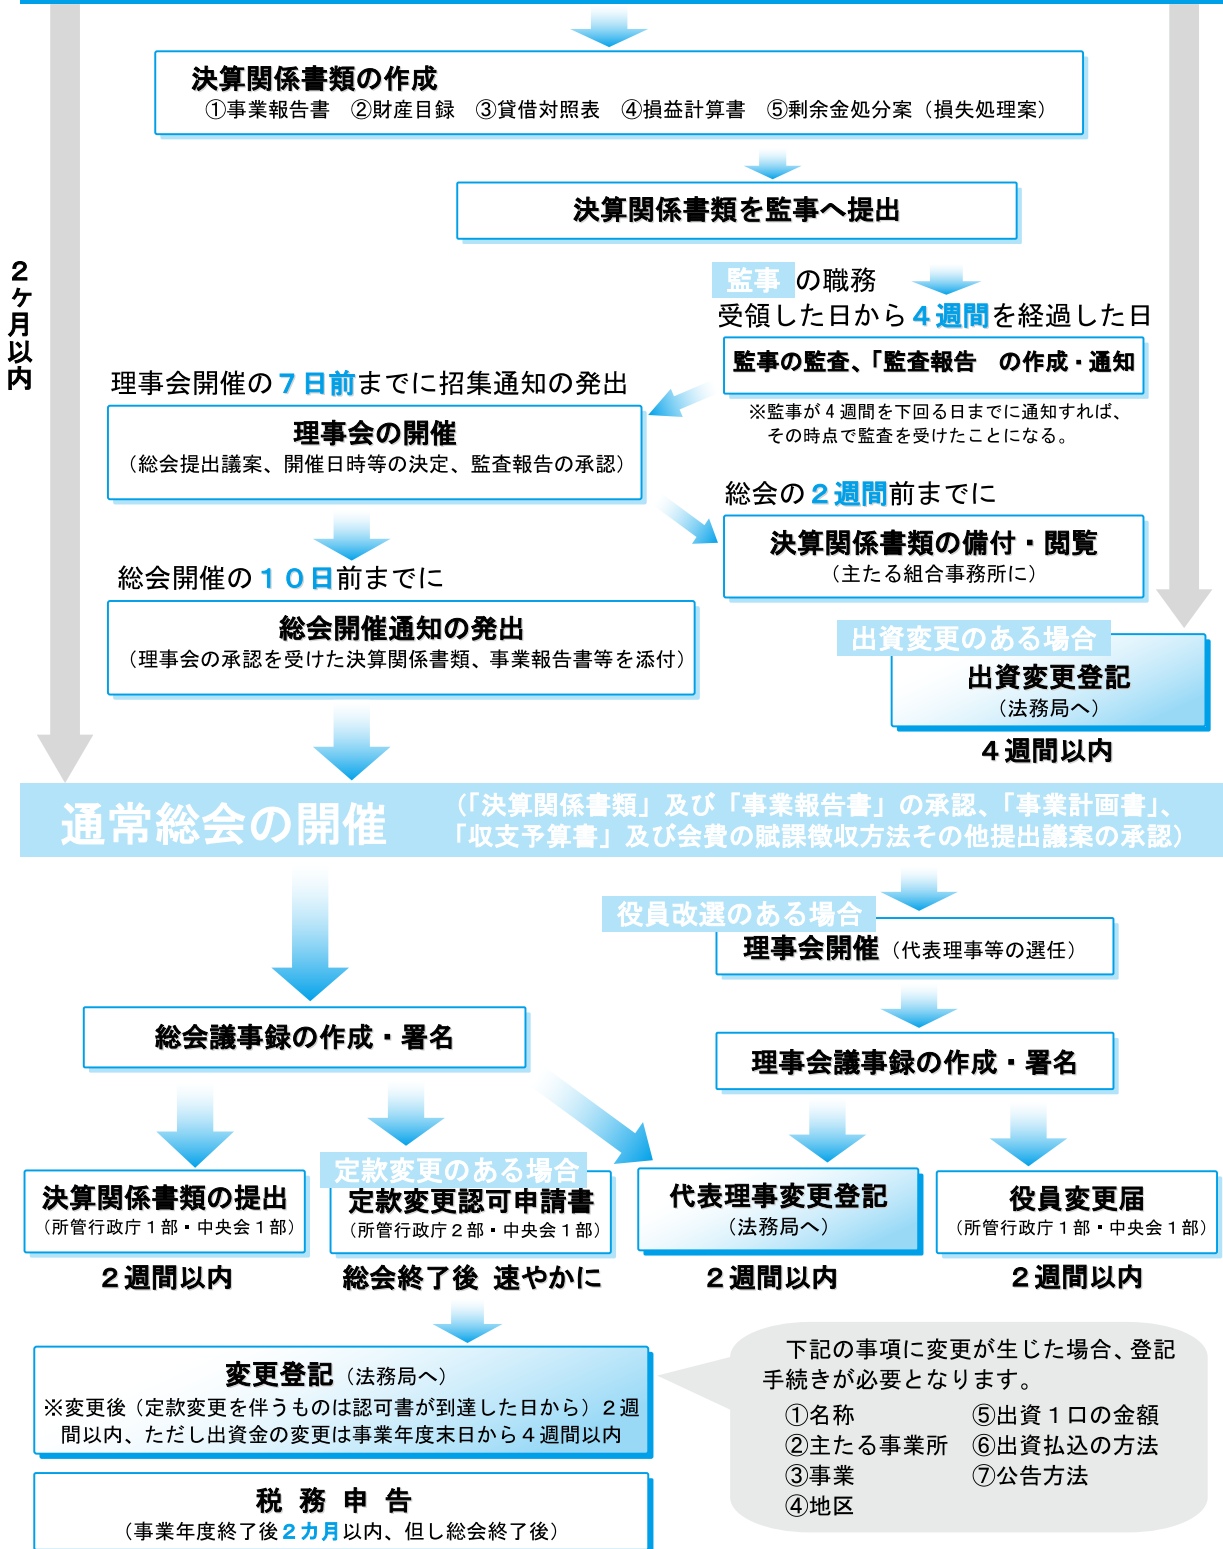 決算関係書類の作成
①事業報告書 ②財産目録 ③貸借対照表 ④損益計算書 ⑤剰余金処分案（損失処理案）
決算関係書類を監事へ提出
２ヶ月以内
監事の職務
受領した日から４週間を経過した日
監事の監査、「監査報告 の作成・通知
※監事が４週間を下回る日までに通知すれば、
その時点で監査を受けたことになる。
理事会開催の７日前までに招集通知の発出
理事会の開催
（総会提出議案、開催日時等の決定、監査報告の承認）
総会の２週間前までに
決算関係書類の備付・閲覧
（主たる組合事務所に）
総会開催の１０日前までに
総会開催通知の発出
（理事会の承認を受けた決算関係書類、事業報告書等を添付）
出資変更のある場合
出資変更登記
（法務局へ）
４週間以内
通常総会の開催
（「決算関係書類」及び「事業報告書」の承認、「事業計画書」、
「収支予算書」及び会費の賦課徴収方法その他提出議案の承認）
役員改選のある場合
理事会開催（代表理事等の選任）
総会議事録の作成・署名
理事会議事録の作成・署名
決算関係書類の提出
（所管行政庁１部・中央会１部）
２週間以内
定款変更のある場合
定款変更認可申請書
（所管行政庁２部・中央会１部）
総会終了後 速やかに
代表理事変更登記
（法務局へ）
２週間以内
役員変更届
（所管行政庁１部・中央会１部）
２週間以内
変更登記（法務局へ）
※変更後（定款変更を伴うものは認可書が到達した日から）２週
間以内、ただし出資金の変更は事業年度末日から４週間以内
下記の事項に変更が生じた場合、登記
手続きが必要となります。
①名称 ⑤出資１口の金額
②主たる事業所 ⑥出資払込の方法
③事業 ⑦公告方法
④地区
税務申告
（事業年度終了後２カ月以内、但し総会終了後）